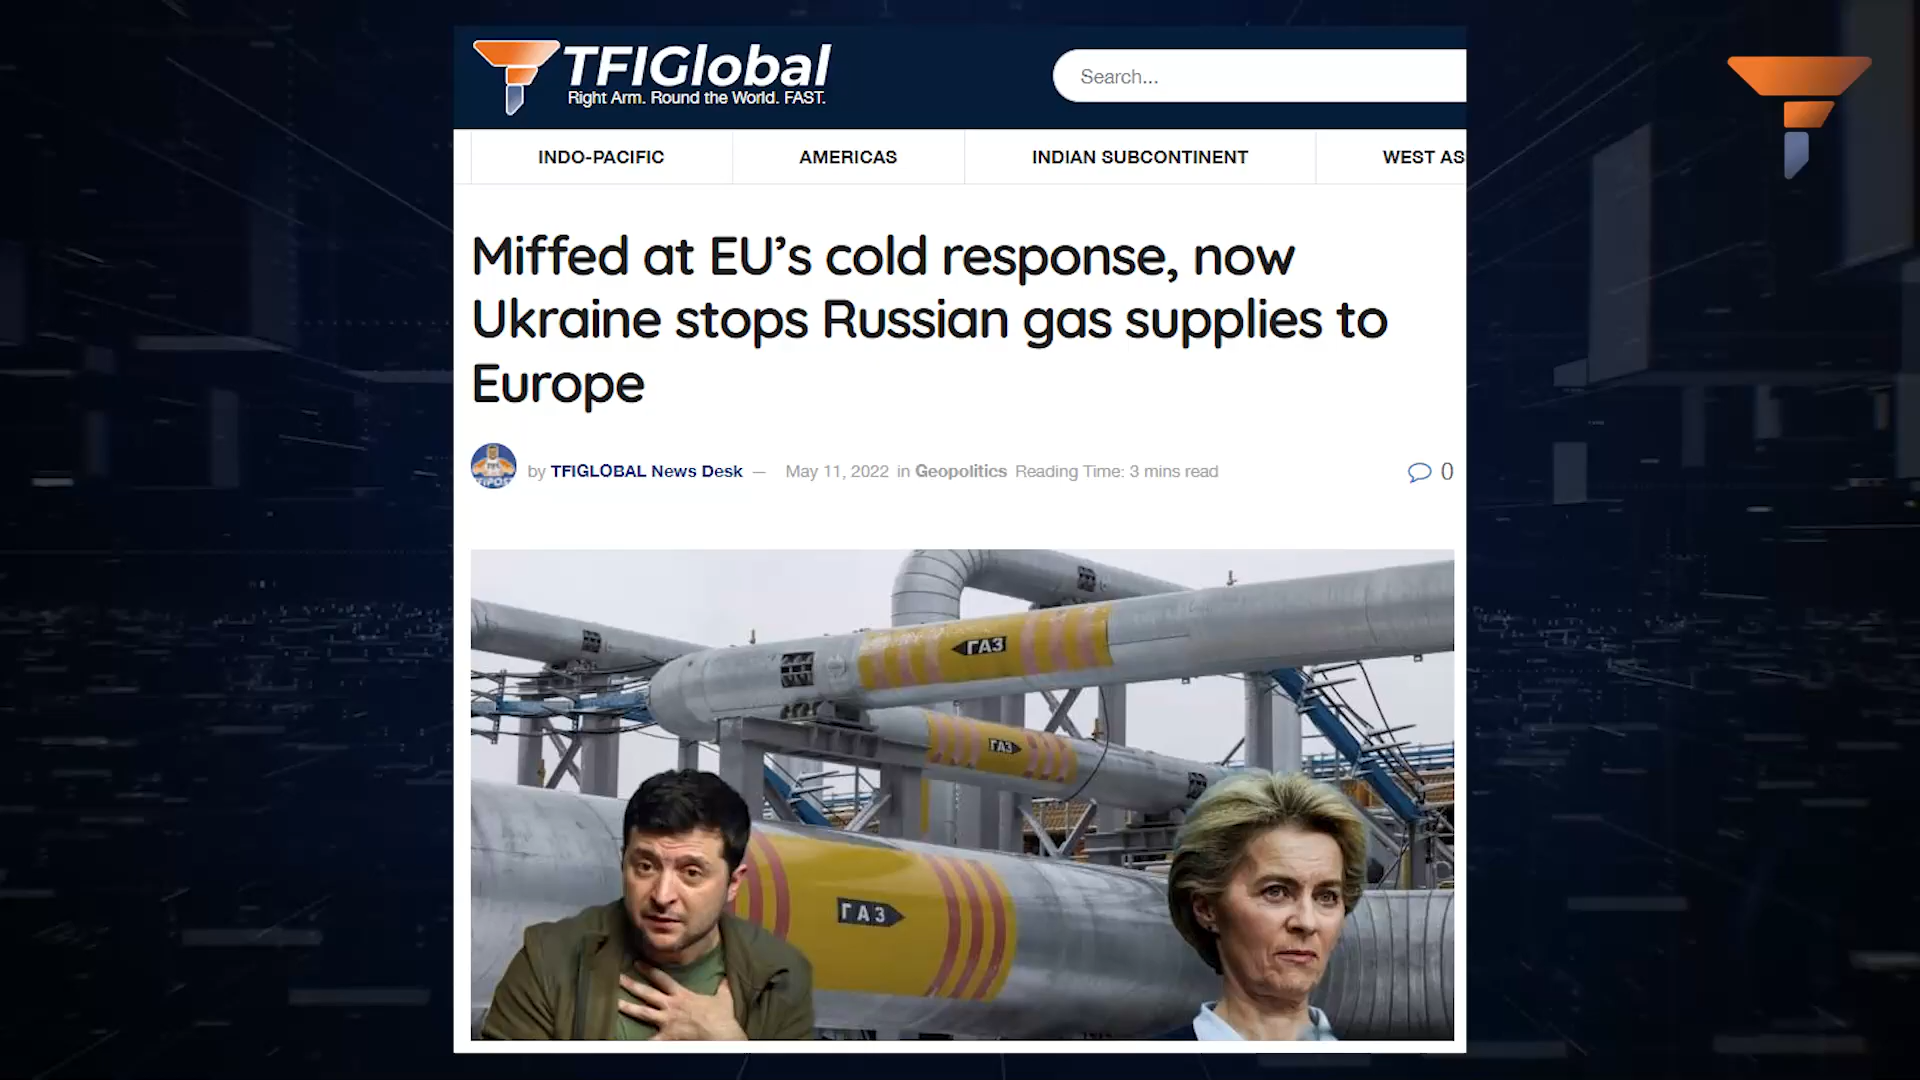 TFIGlobal
Right Arm. Round the World. FAST.
Search...
INDO-PACIFIC AMERICAS INDIAN SUBCONTINENT WEST AS
Miffed at EU’s cold response, now
Ukraine stops Russian gas supplies to
Europe
by TFIGLOBAL News Desk — May 11, 2022 in Geopolitics Reading Time: 3 mins read 0
ГАЗ
ГАЗ
ГАЗ